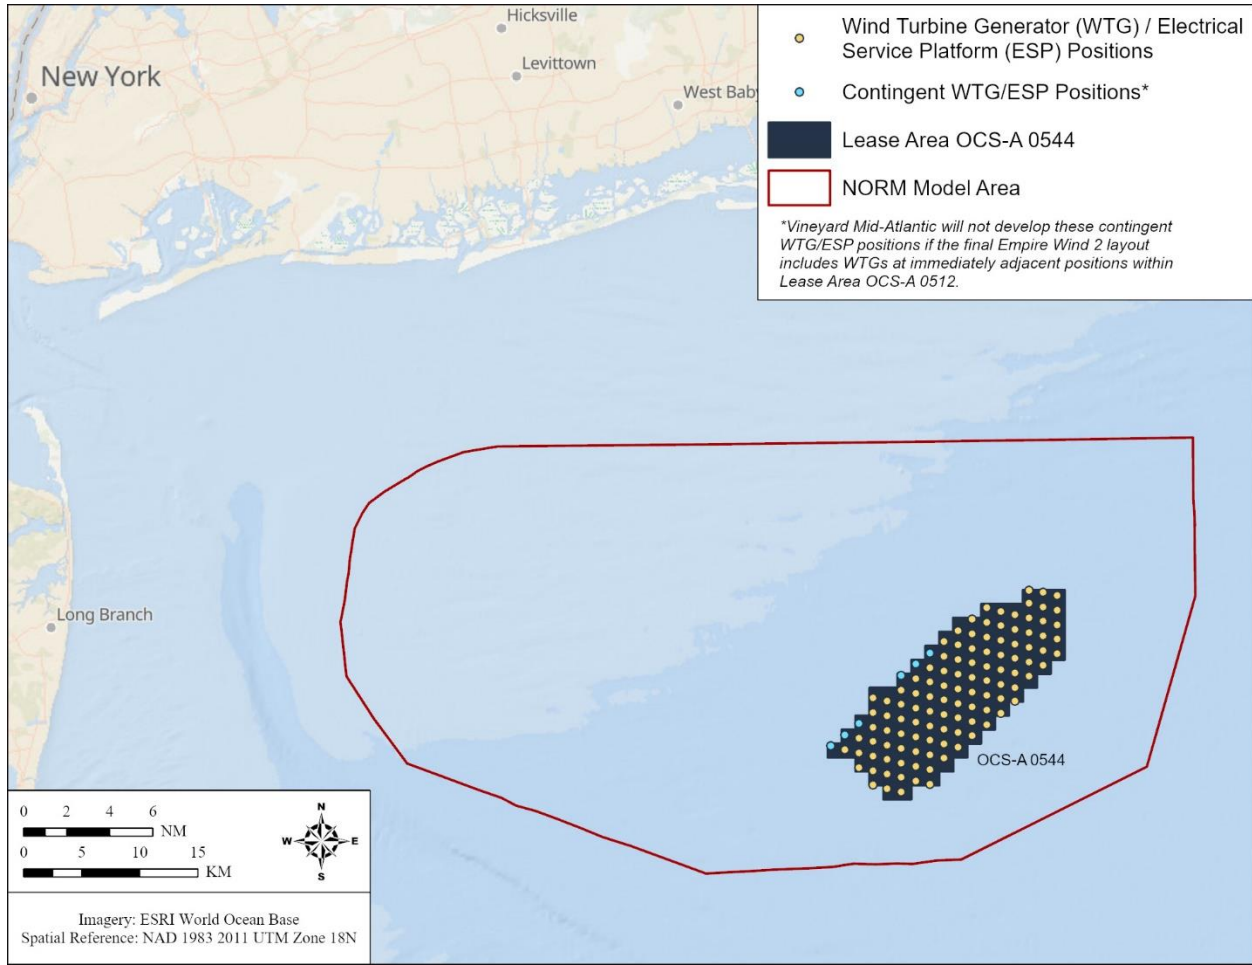 Hicksville
Levittown
New York
West Bab
Wind Turbine Generator (WTG) / Electrical
Service Platform (ESP) Positions
Contingent WTG/ESP Positions*
Lease Area OCS-A 0544
NORM Model Area
*Vineyard Mid-Atlantic will not develop these contingent
WTG/ESP positions if the final Empire Wind 2 layout
includes WTGs at immediately adjacent positions within
Lease Area OCS-A 0512.
Long Branch
OCS-A 0544
0 2 4 6
NM
0 5 10 15
KM
N
W E
S
Imagery: ESRI World Ocean Base
Spatial Reference: NAD 1983 2011 UTM Zone 18N